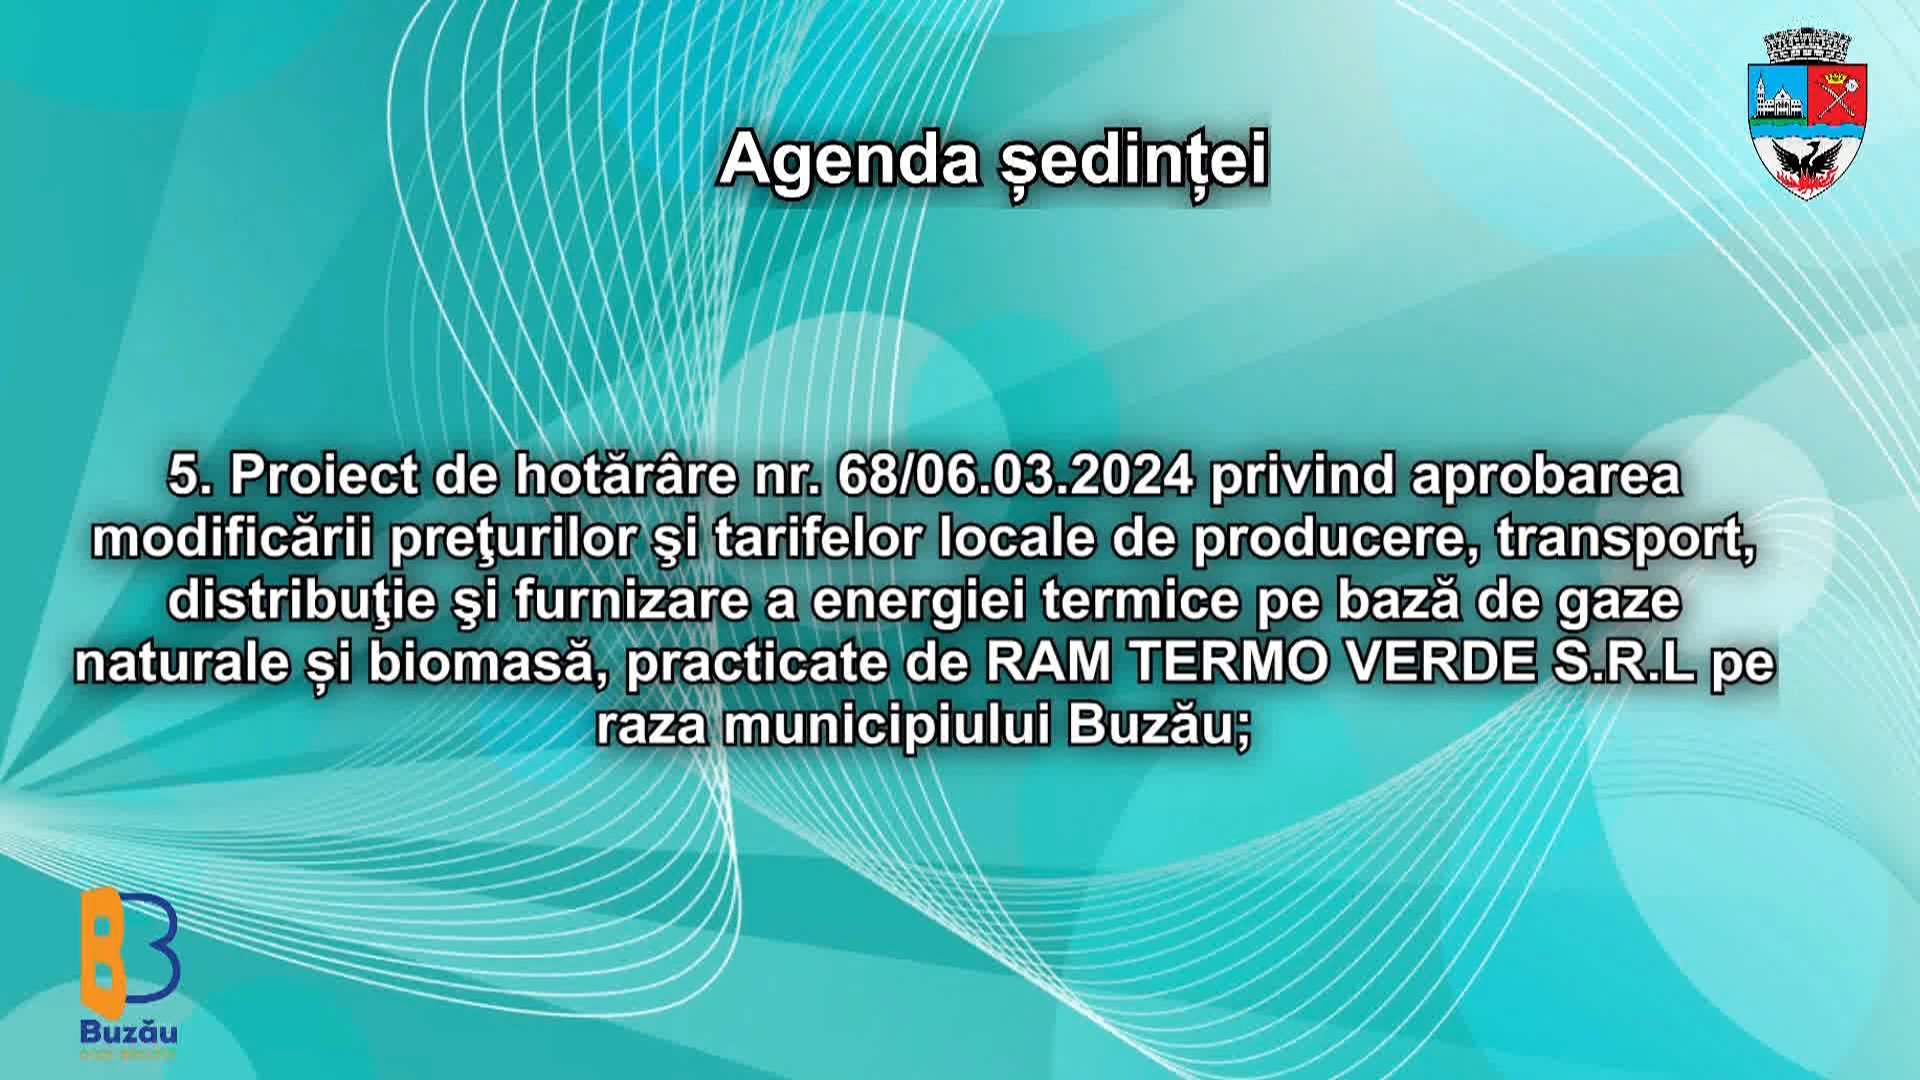 Agenda ședinței
5. Proiect de hotărâre nr. 68/06.03.2024 privind aprobarea
modificării preţurilor şi tarifelor locale de producere, transport,
distribuţie şi furnizare a energiei termice pe bază de gaze
naturale și biomasă, practicate de RAM TERMO VERDE S.R.L pe
raza municipiului Buzău;
Buzău